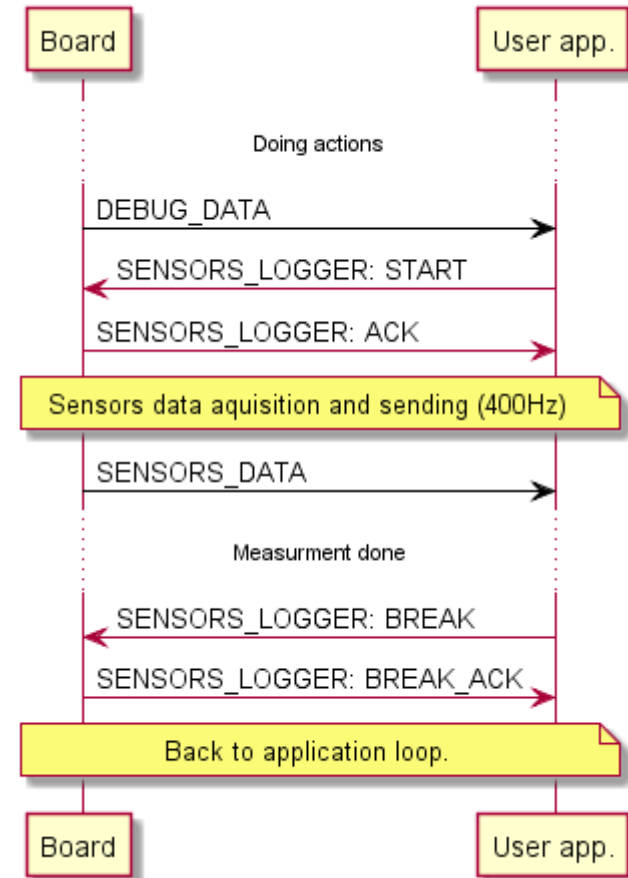 Board
User app.
Doing actions
DEBUG_DATA
SENSORS_LOGGER: START
SENSORS_LOGGER: ACK
Sensors data aquisition and sending (400Hz)
SENSORS_DATA
Measurment done
SENSORS_LOGGER: BREAK
SENSORS_LOGGER: BREAK_ACK
Back to application loop.
Board
User app.